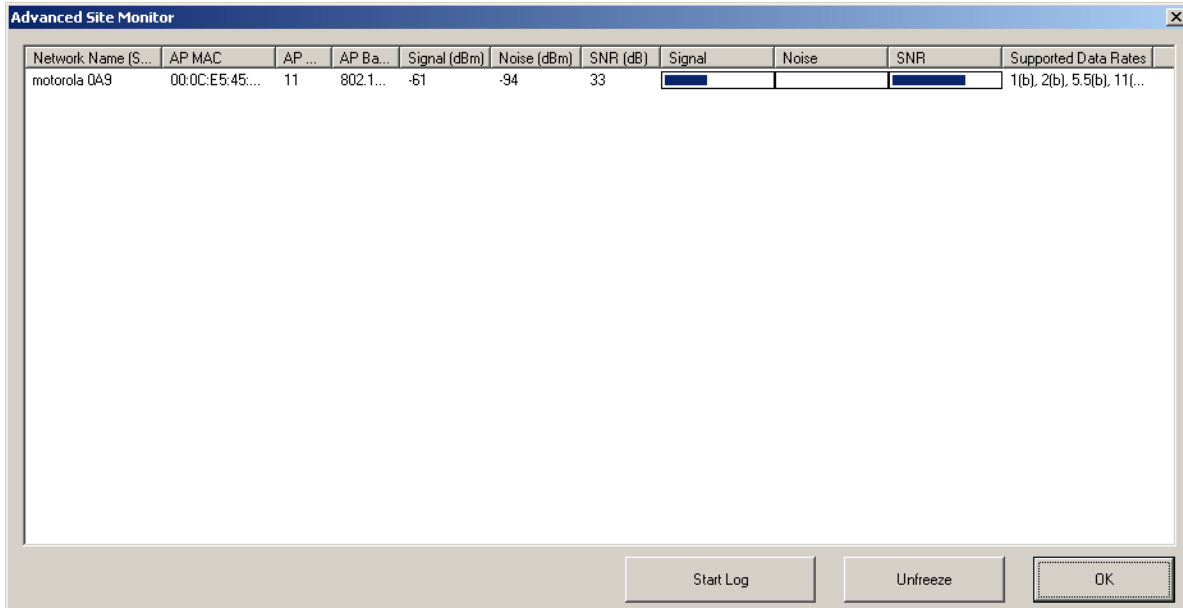 Advanced Site Monitor
Network Name (S... AP MAC AP ... AP Ba... Signal (dBm) Noise (dBm) SNR (dB) Signal Noise SNR Supported Data Rates
motorola 0A9 00:0C:E5:45:... 11 802.1... -61 -94 33 1(b), 2(b), 5.5(b), 11(...
Start Log Unfreeze OK